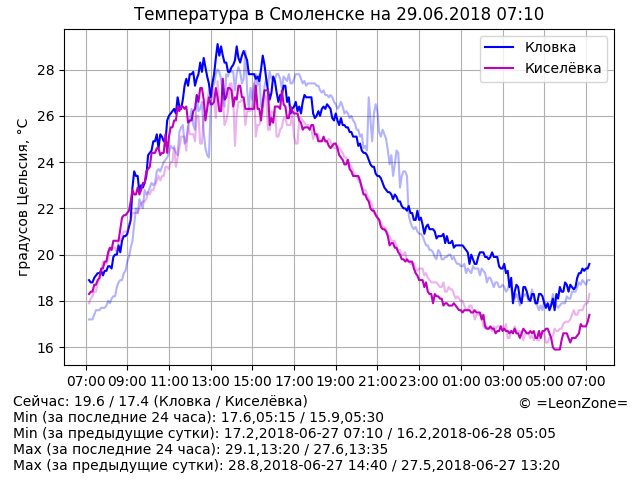 Температура в Смоленске на 29.06.2018 07:10
градусов Цельсия, °C
Кловка
Киселёвка
28
26
24
22
20
18
16
07:00 09:00 11:00 13:00 15:00 17:00 19:00 21:00 23:00 01:00 03:00 05:00 07:00
Сейчас: 19.6 / 17.4 (Кловка / Киселёвка)
© =LeonZone=
Min (за последние 24 часа): 17.6,05:15 / 15.9,05:30
Min (за предыдущие сутки): 17.2,2018-06-27 07:10 / 16.2,2018-06-28 05:05
Max (за последние 24 часа): 29.1,13:20 / 27.6,13:35
Max (за предыдущие сутки): 28.8,2018-06-27 14:40 / 27.5,2018-06-27 13:20